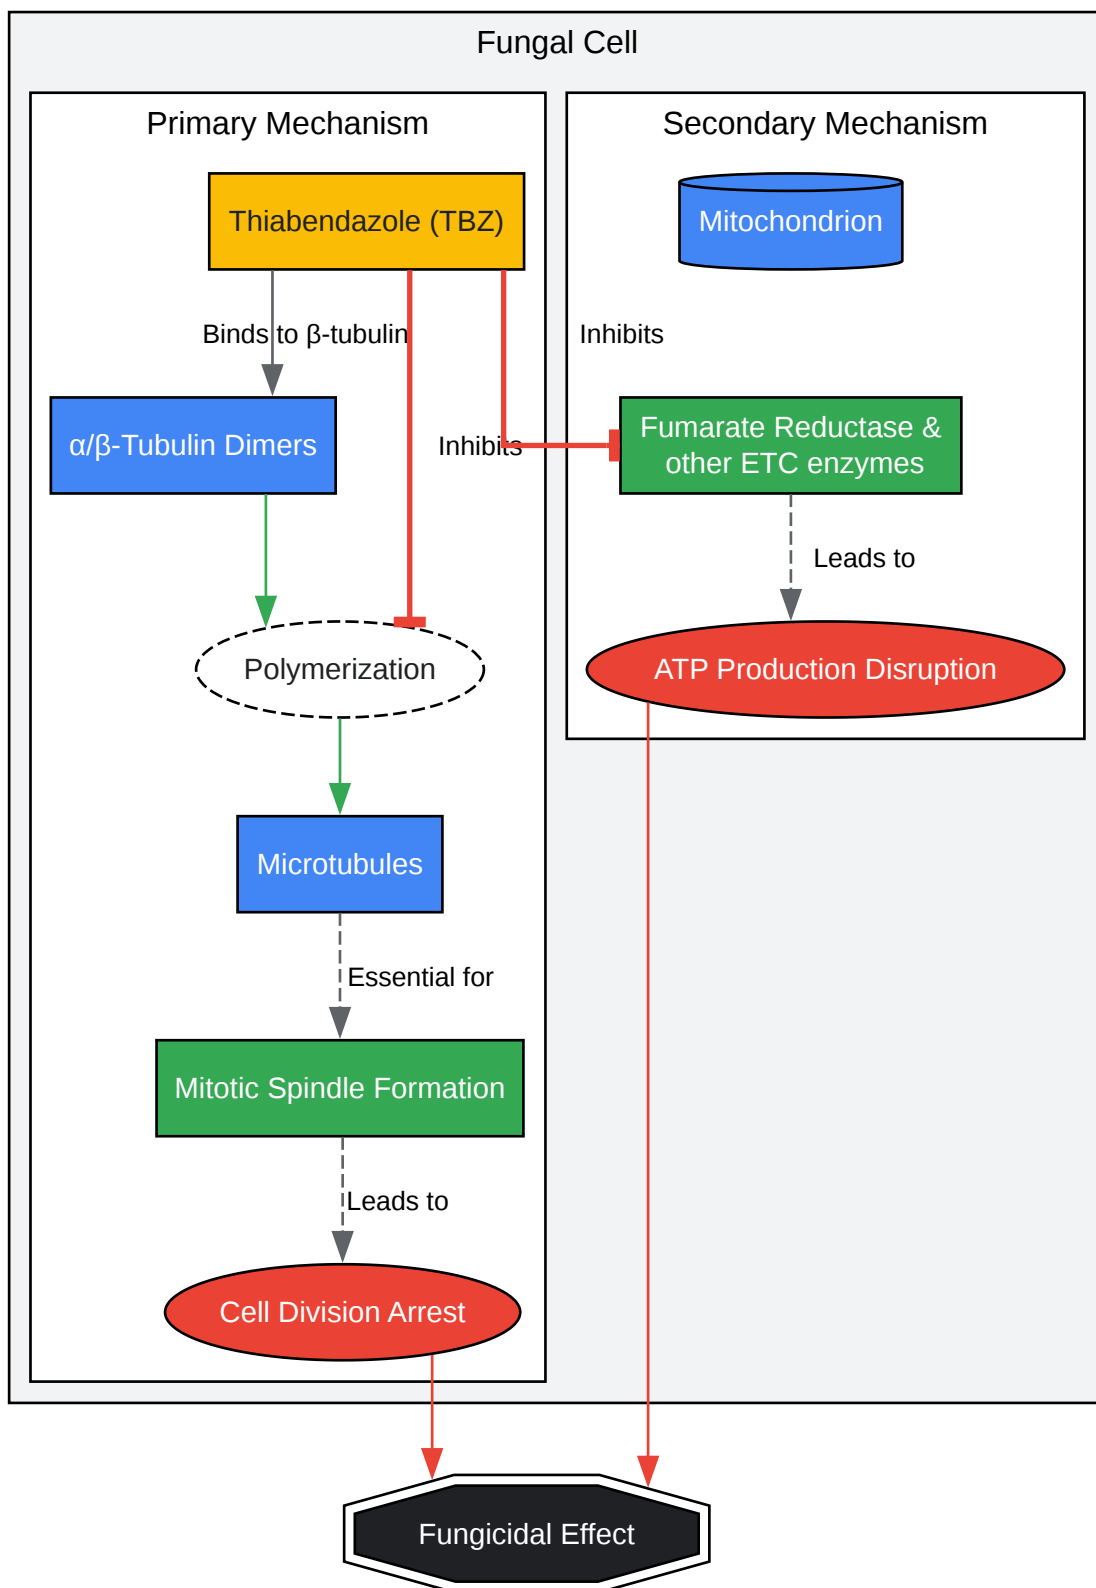 Fungal Cell
Primary Mechanism
Secondary Mechanism
Thiabendazole (TBZ)
Mitochondrion
Binds to β-tubulin
Inhibits
α/β-Tubulin Dimers
Inhibits
Fumarate Reductase &
other ETC enzymes
Leads to
Polymerization
ATP Production Disruption
Microtubules
Essential for
Mitotic Spindle Formation
Leads to
Cell Division Arrest
Fungicidal Effect